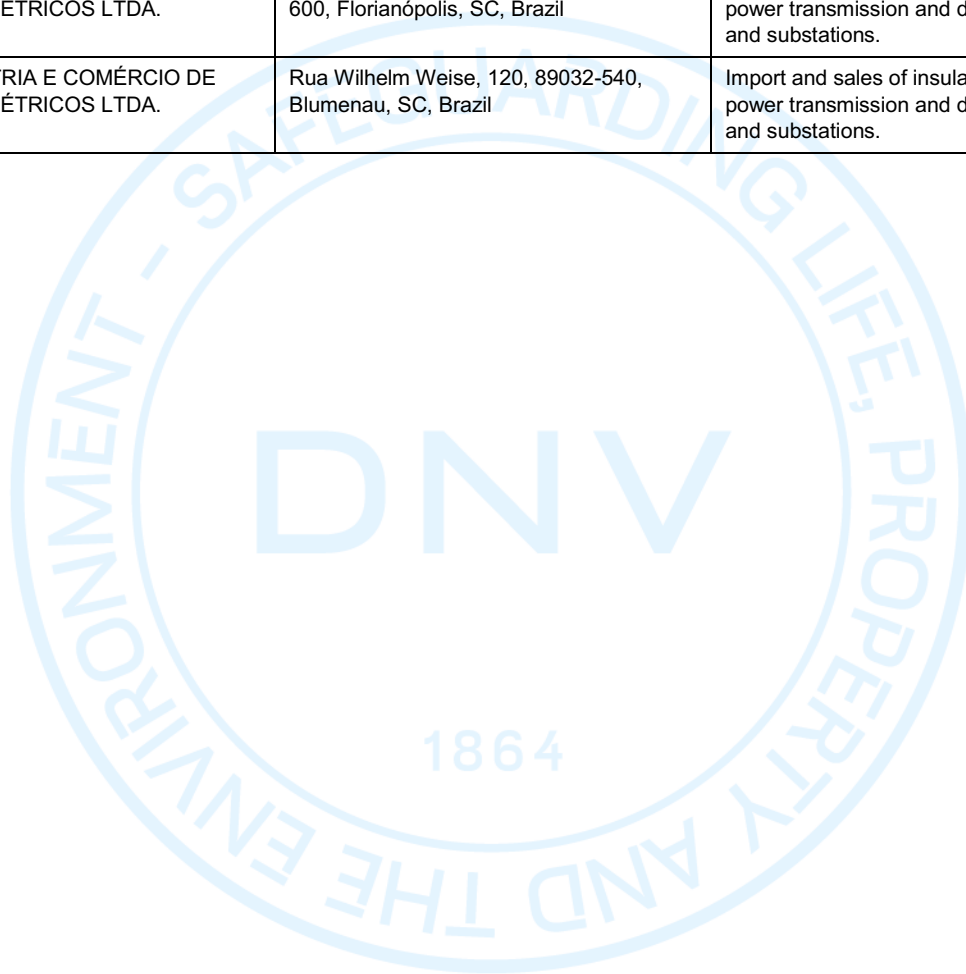 ÉTRICOS LTDA.
600, Florianópolis, SC, Brazil
power transmission and d
and substations.
TRIA E COMÉRCIO DE
ÉTRICOS LTDA.
Rua Wilhelm Weise, 120, 89032-540,
Blumenau, SC, Brazil
Import and sales of insula
power transmission and d
and substations.
SAFEGUARDING LIFE, PROPERTY AND THE ENVIRONMENT -
DNV
1864